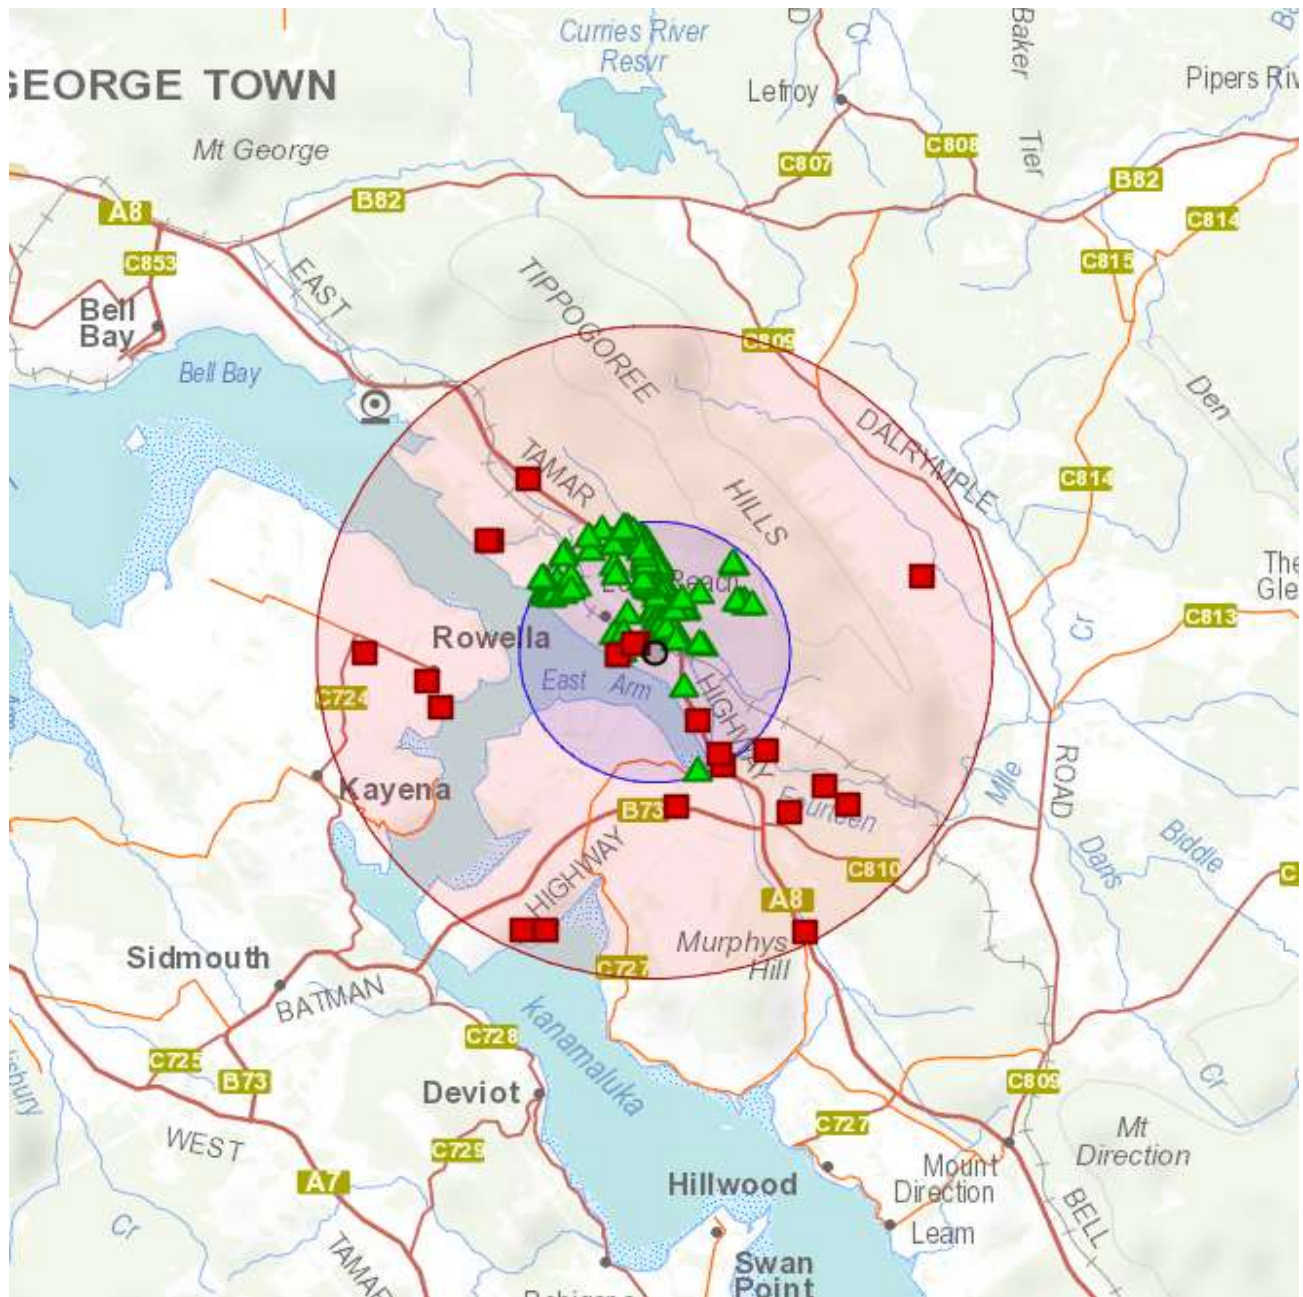 Curries River
Resvr
GEORGE TOWN
Lefroy
Baker
Tier
Pipers Riv
Cr
D
Mt George
C807
C808
B82
B82
A8
C814
C853
C815
EAST
TIPPOGOREE
HILLS
Bell
Bay
Bell Bay
C809
Den
DALRYMPLE
TAMAR
C814
The
Gle
C813
Cr
Rowella
East Arm
HIGHWAY
C724
Kayena
ROAD
Mile
B73
Fourteen
Dans
Biddle
HIGHWAY
C810
C
A8
Murphys
Hill
Sidmouth
C727
BATMAN
kanamaluka
C728
C725
B73
Cr
C809
Deviot
C727
Mt
Direction
WEST
C729
Mount
Direction
A7
Hillwood
BELL
Cr
Leam
TAMAR
Swan
Point